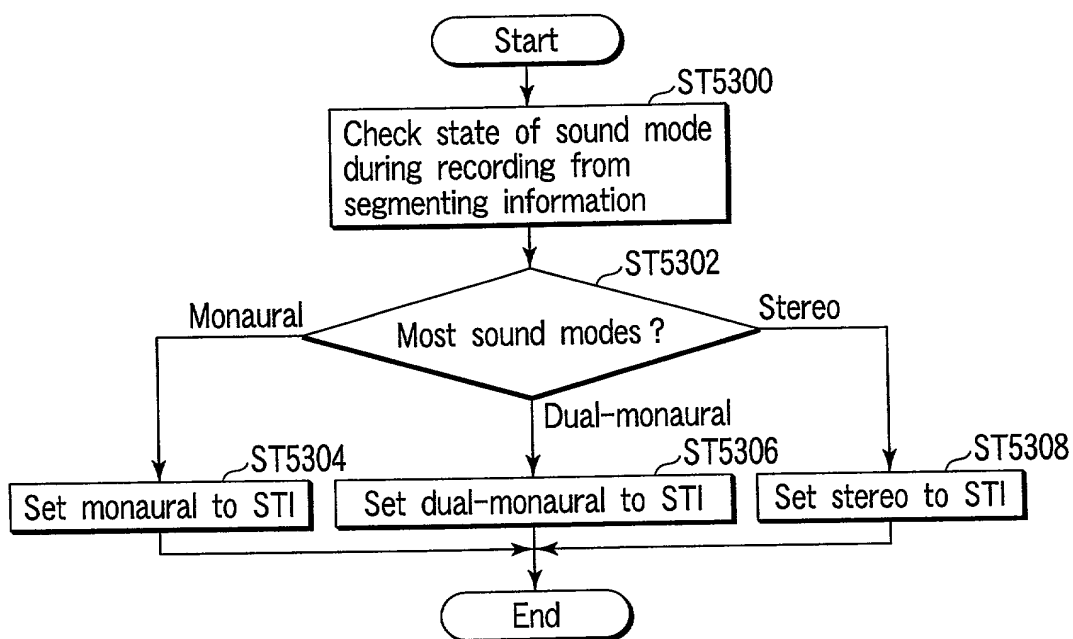 Start
ST5300
Check state of sound mode
during recording from
segmenting information
ST5302
Monaural
Most sound modes?
Stereo
Dual-monaural
ST5304
ST5306
ST5308
Set monaural to STI
Set dual-monaural to STI
Set stereo to STI
End